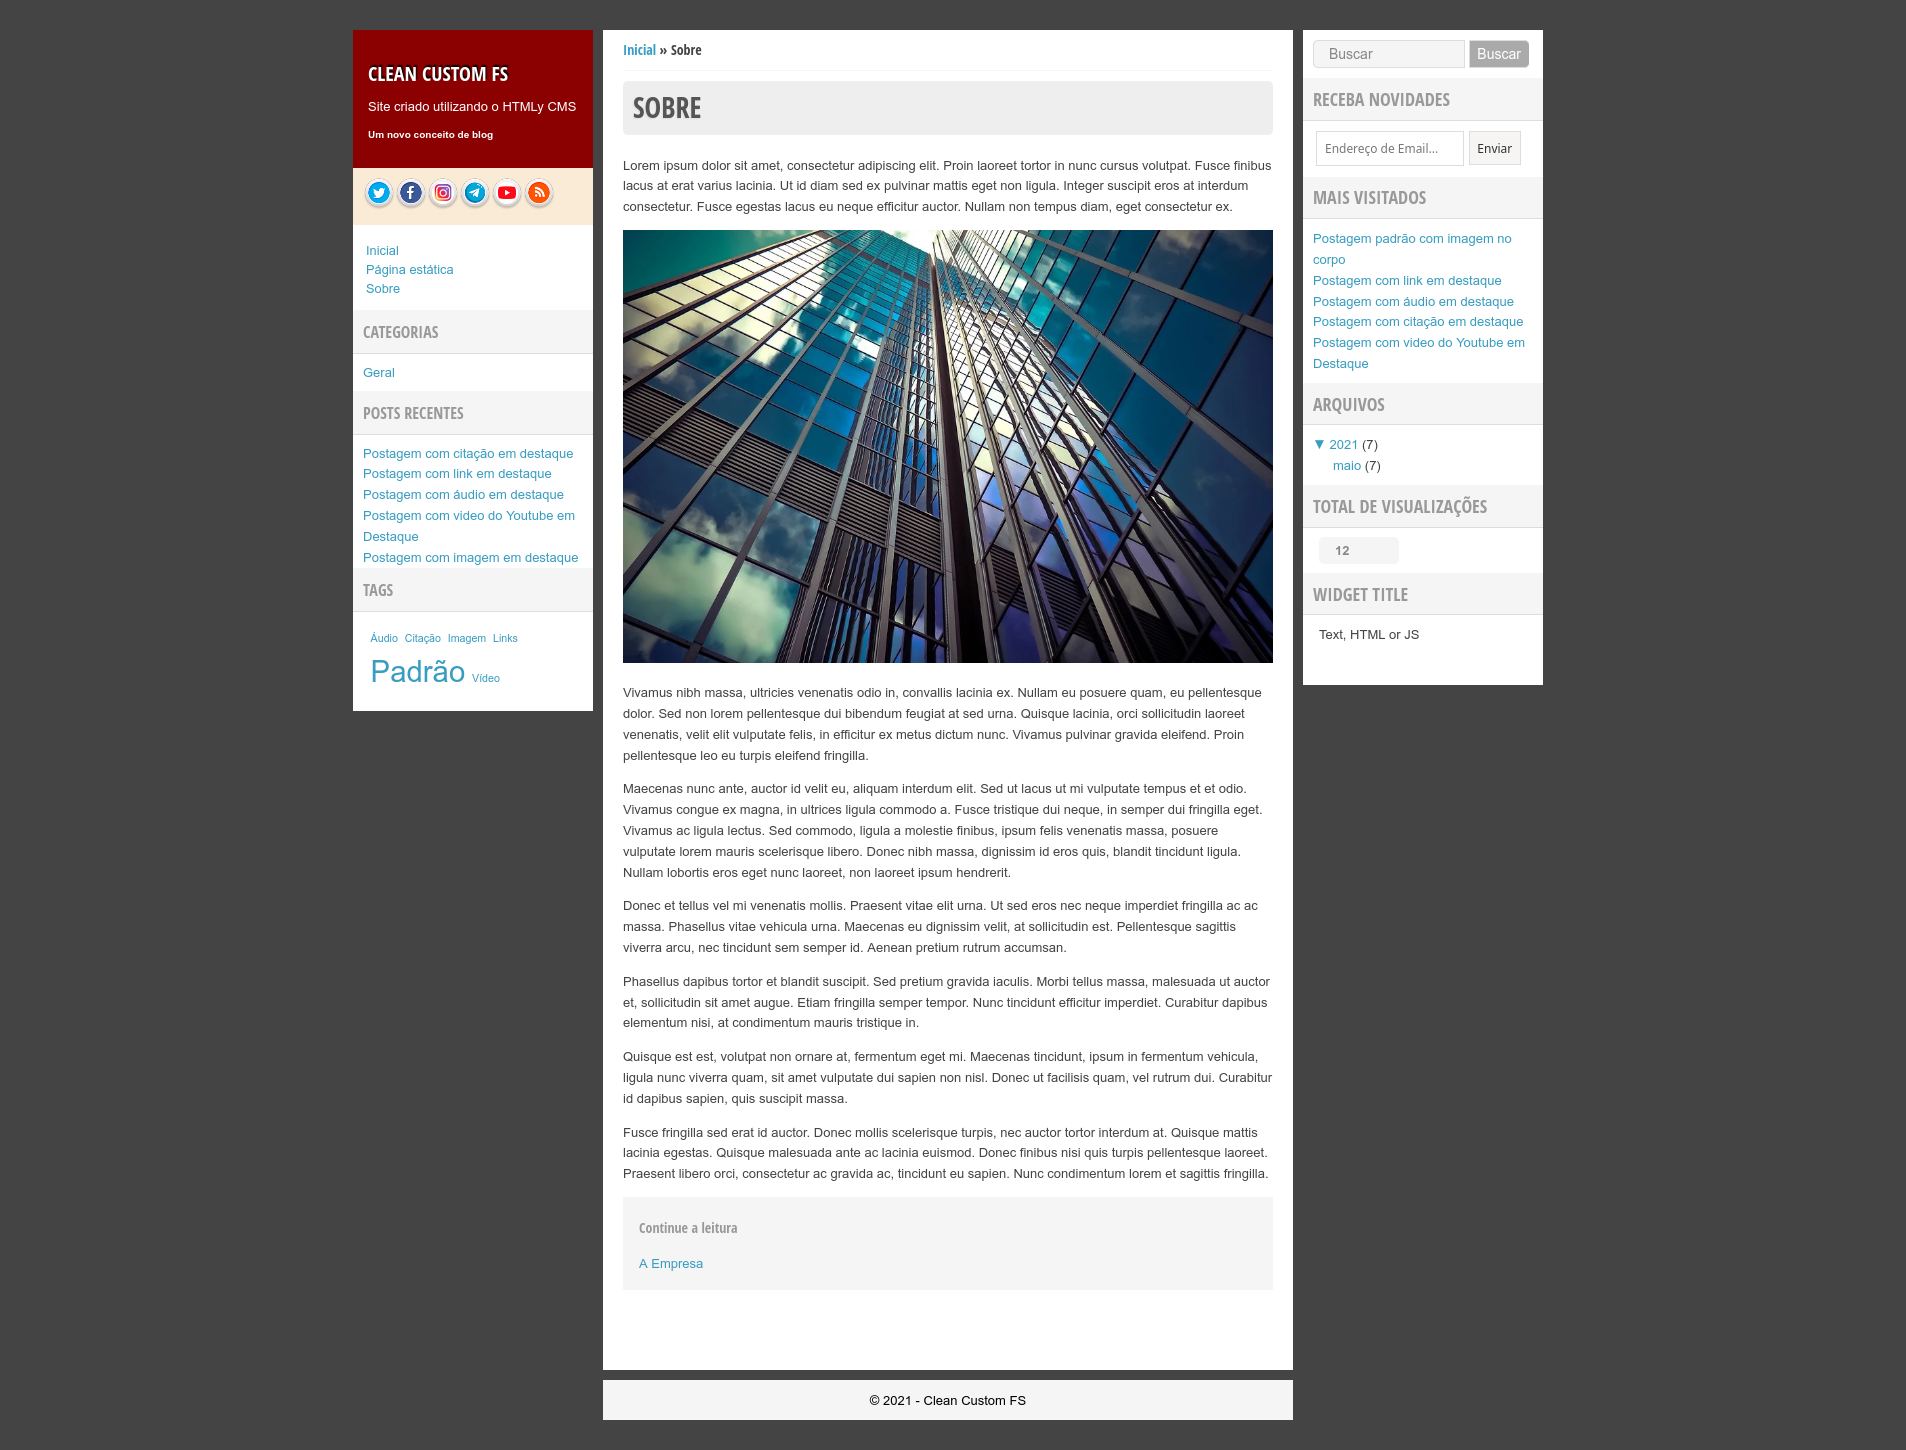 CLEAN CUSTOM FS
Site criado utilizando o HTMLy CMS
Um novo conceito de blog
Inicial
Página estática
Sobre
CATEGORIAS
Geral
POSTS RECENTES
Postagem com citação em destaque
Postagem com link em destaque
Postagem com áudio em destaque
Postagem com video do Youtube em
Destaque
Postagem com imagem em destaque
TAGS
Áudio Citação Imagem Links
Padrão Vídeo
Inicial » Sobre
SOBRE
Lorem ipsum dolor sit amet, consectetur adipiscing elit. Proin laoreet tortor in nunc cursus volutpat. Fusce finibus
lacus at erat varius lacinia. Ut id diam sed ex pulvinar mattis eget non ligula. Integer suscipit eros at interdum
consectetur. Fusce egestas lacus eu neque efficitur auctor. Nullam non tempus diam, eget consectetur ex.
Vivamus nibh massa, ultricies venenatis odio in, convallis lacinia ex. Nullam eu posuere quam, eu pellentesque
dolor. Sed non lorem pellentesque dui bibendum feugiat at sed urna. Quisque lacinia, orci sollicitudin laoreet
venenatis, velit elit vulputate felis, in efficitur ex metus dictum nunc. Vivamus pulvinar gravida eleifend. Proin
pellentesque leo eu turpis eleifend fringilla.
Maecenas nunc ante, auctor id velit eu, aliquam interdum elit. Sed ut lacus ut mi vulputate tempus et et odio.
Vivamus congue ex magna, in ultrices ligula commodo a. Fusce tristique dui neque, in semper dui fringilla eget.
Vivamus ac ligula lectus. Sed commodo, ligula a molestie finibus, ipsum felis venenatis massa, posuere
vulputate lorem mauris scelerisque libero. Donec nibh massa, dignissim id eros quis, blandit tincidunt ligula.
Nullam lobortis eros eget nunc laoreet, non laoreet ipsum hendrerit.
Donec et tellus vel mi venenatis mollis. Praesent vitae elit urna. Ut sed eros nec neque imperdiet fringilla ac ac
massa. Phasellus vitae vehicula urna. Maecenas eu dignissim velit, at sollicitudin est. Pellentesque sagittis
viverra arcu, nec tincidunt sem semper id. Aenean pretium rutrum accumsan.
Phasellus dapibus tortor et blandit suscipit. Sed pretium gravida iaculis. Morbi tellus massa, malesuada ut auctor
et, sollicitudin sit amet augue. Etiam fringilla semper tempor. Nunc tincidunt efficitur imperdiet. Curabitur dapibus
elementum nisi, at condimentum mauris tristique in.
Quisque est est, volutpat non ornare at, fermentum eget mi. Maecenas tincidunt, ipsum in fermentum vehicula,
ligula nunc viverra quam, sit amet vulputate dui sapien non nisl. Donec ut facilisis quam, vel rutrum dui. Curabitur
id dapibus sapien, quis suscipit massa.
Fusce fringilla sed erat id auctor. Donec mollis scelerisque turpis, nec auctor tortor interdum at. Quisque mattis
lacinia egestas. Quisque malesuada ante ac lacinia euismod. Donec finibus nisi quis turpis pellentesque laoreet.
Praesent libero orci, consectetur ac gravida ac, tincidunt eu sapien. Nunc condimentum lorem et sagittis fringilla.
Continue a leitura
A Empresa
© 2021 - Clean Custom FS
Buscar Buscar
RECEBA NOVIDADES
Endereço de Email... Enviar
MAIS VISITADOS
Postagem padrão com imagem no
corpo
Postagem com link em destaque
Postagem com áudio em destaque
Postagem com citação em destaque
Postagem com video do Youtube em
Destaque
ARQUIVOS
▼ 2021 (7)
maio (7)
TOTAL DE VISUALIZAÇÕES
12
WIDGET TITLE
Text, HTML or JS